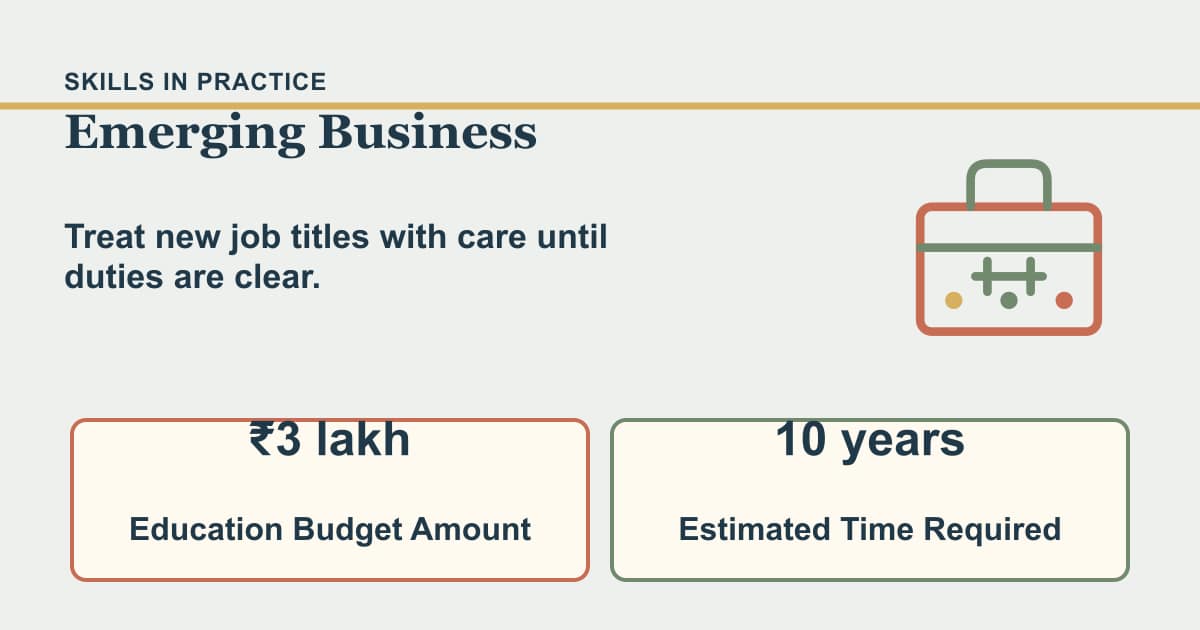 SKILLS IN PRACTICE
Emerging Business
Treat new job titles with care until
duties are clear.
₹3 lakh
Education Budget Amount
10 years
Estimated Time Required